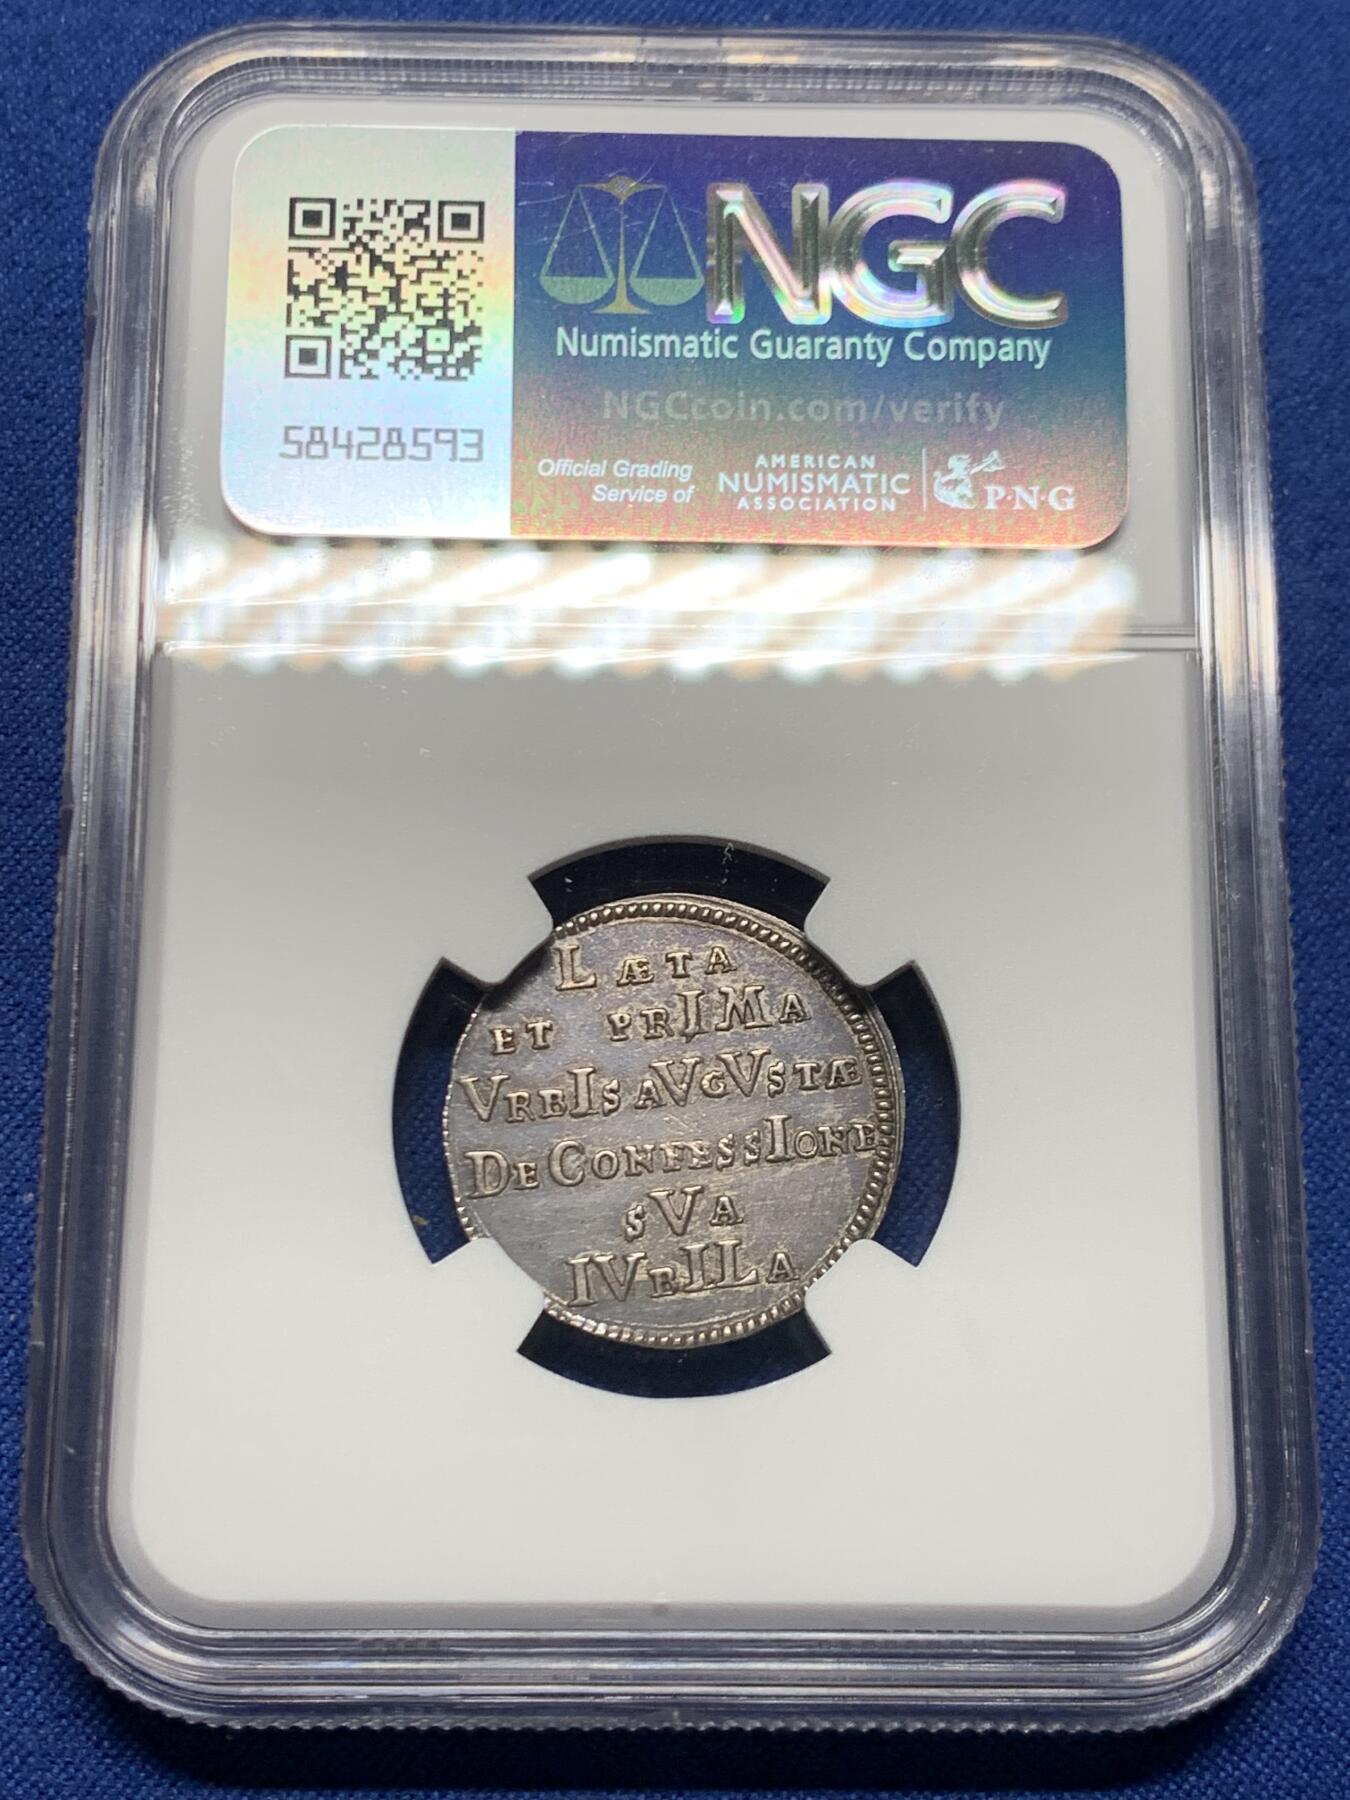 NGC
Numismatic Guaranty Company
NGCcoin.com/verify
58428593
Official Grading
Service of
AMERICAN
NUMISMATIC
ASSOCIATION
P·N·G
LÆTA
ET PRIMA
VRBIS AVGVSTÆ
DE CONFESSIONE
SVA
IVBILA